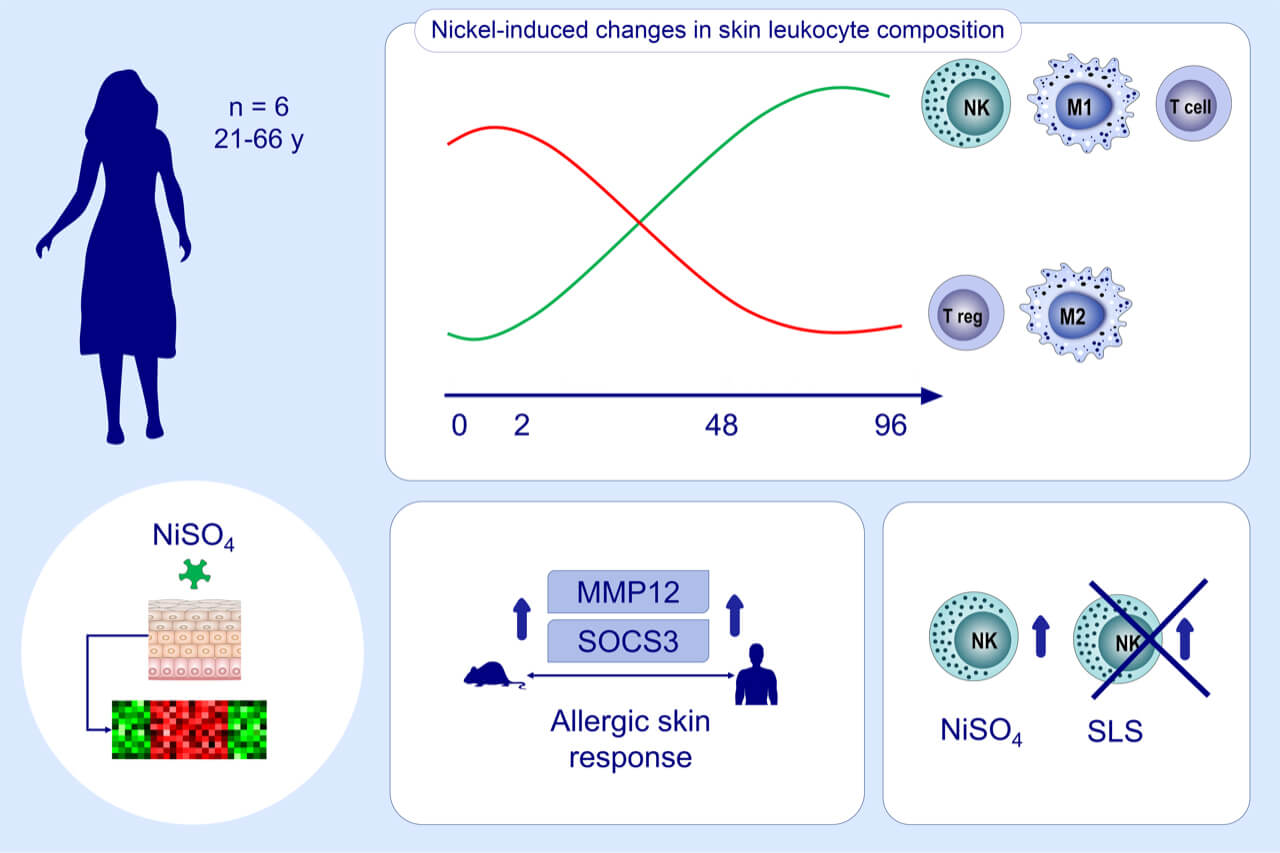 Nickel-induced changes in skin leukocyte composition
n = 6
21-66 y
NK
M1
T cell
T reg
M2
0 2 48 96
NiSO₄
MMP12
SOCS3
Allergic skin
response
NK
NK
NiSO₄
SLS